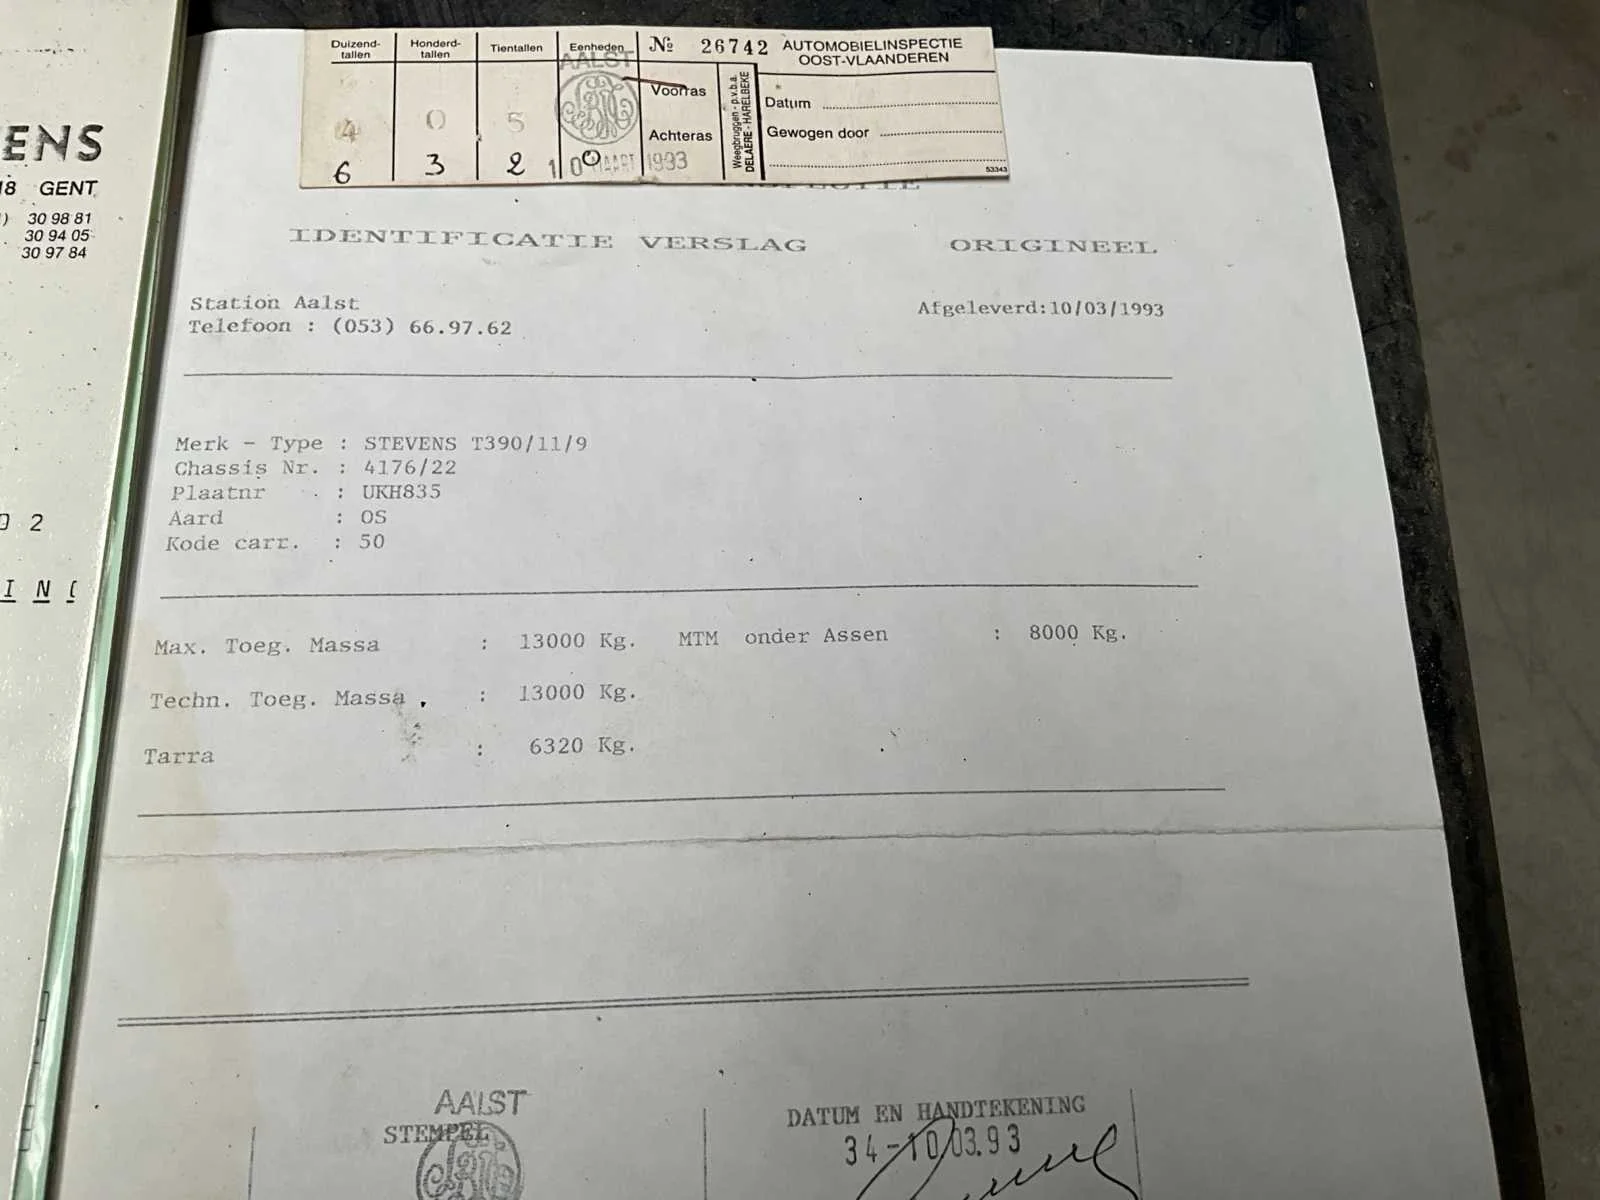 ENS
18 GENT
30 98 81
30 94 05
30 97 84
D 2
I N
Duizend-
tallen
Honderd-
tallen
Tientallen
Eenheden
№ 26742
AUTOMOBIELINSPECTIE
OOST-VLAANDEREN
AALST
Voorras
Achteras
Weegbruggen - p.v.b.a.
DELAERE - HARELBEKE
Datum
Gewogen door
4 0 5
6 3 2 0
10 MAART 1993
53343
IDENTIFICATIE VERSLAG ORIGINEEL
Station Aalst
Afgeleverd:10/03/1993
Telefoon : (053) 66.97.62
Merk - Type : STEVENS T390/11/9
Chassis Nr. : 4176/22
Plaatnr : UKH835
Aard : OS
Kode carr. : 50
Max. Toeg. Massa : 13000 Kg. MTM onder Assen : 8000 Kg.
Techn. Toeg. Massa : 13000 Kg.
Tarra : 6320 Kg.
AALST
STEMPEL
DATUM EN HANDTEKENING
34-10.03.93